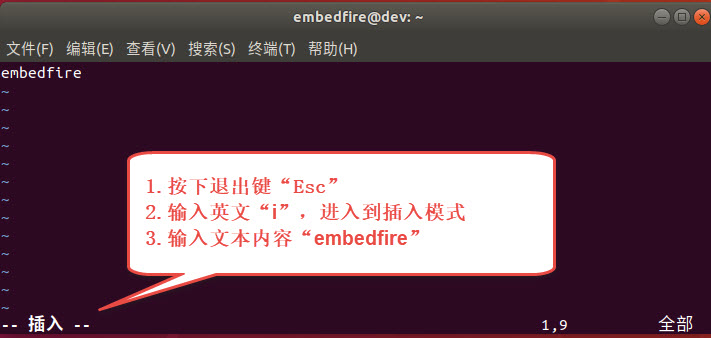 embedfire@dev: ~
文件(F) 编辑(E) 查看(V) 搜索(S) 终端(T) 帮助(H)
embedfire
~
~
~
~
~
~
~
~
~
~
~
~
~
1.按下退出键“Esc”
2.输入英文“i”，进入到插入模式
3.输入文本内容“embedfire”
-- 插入 -- 1,9 全部